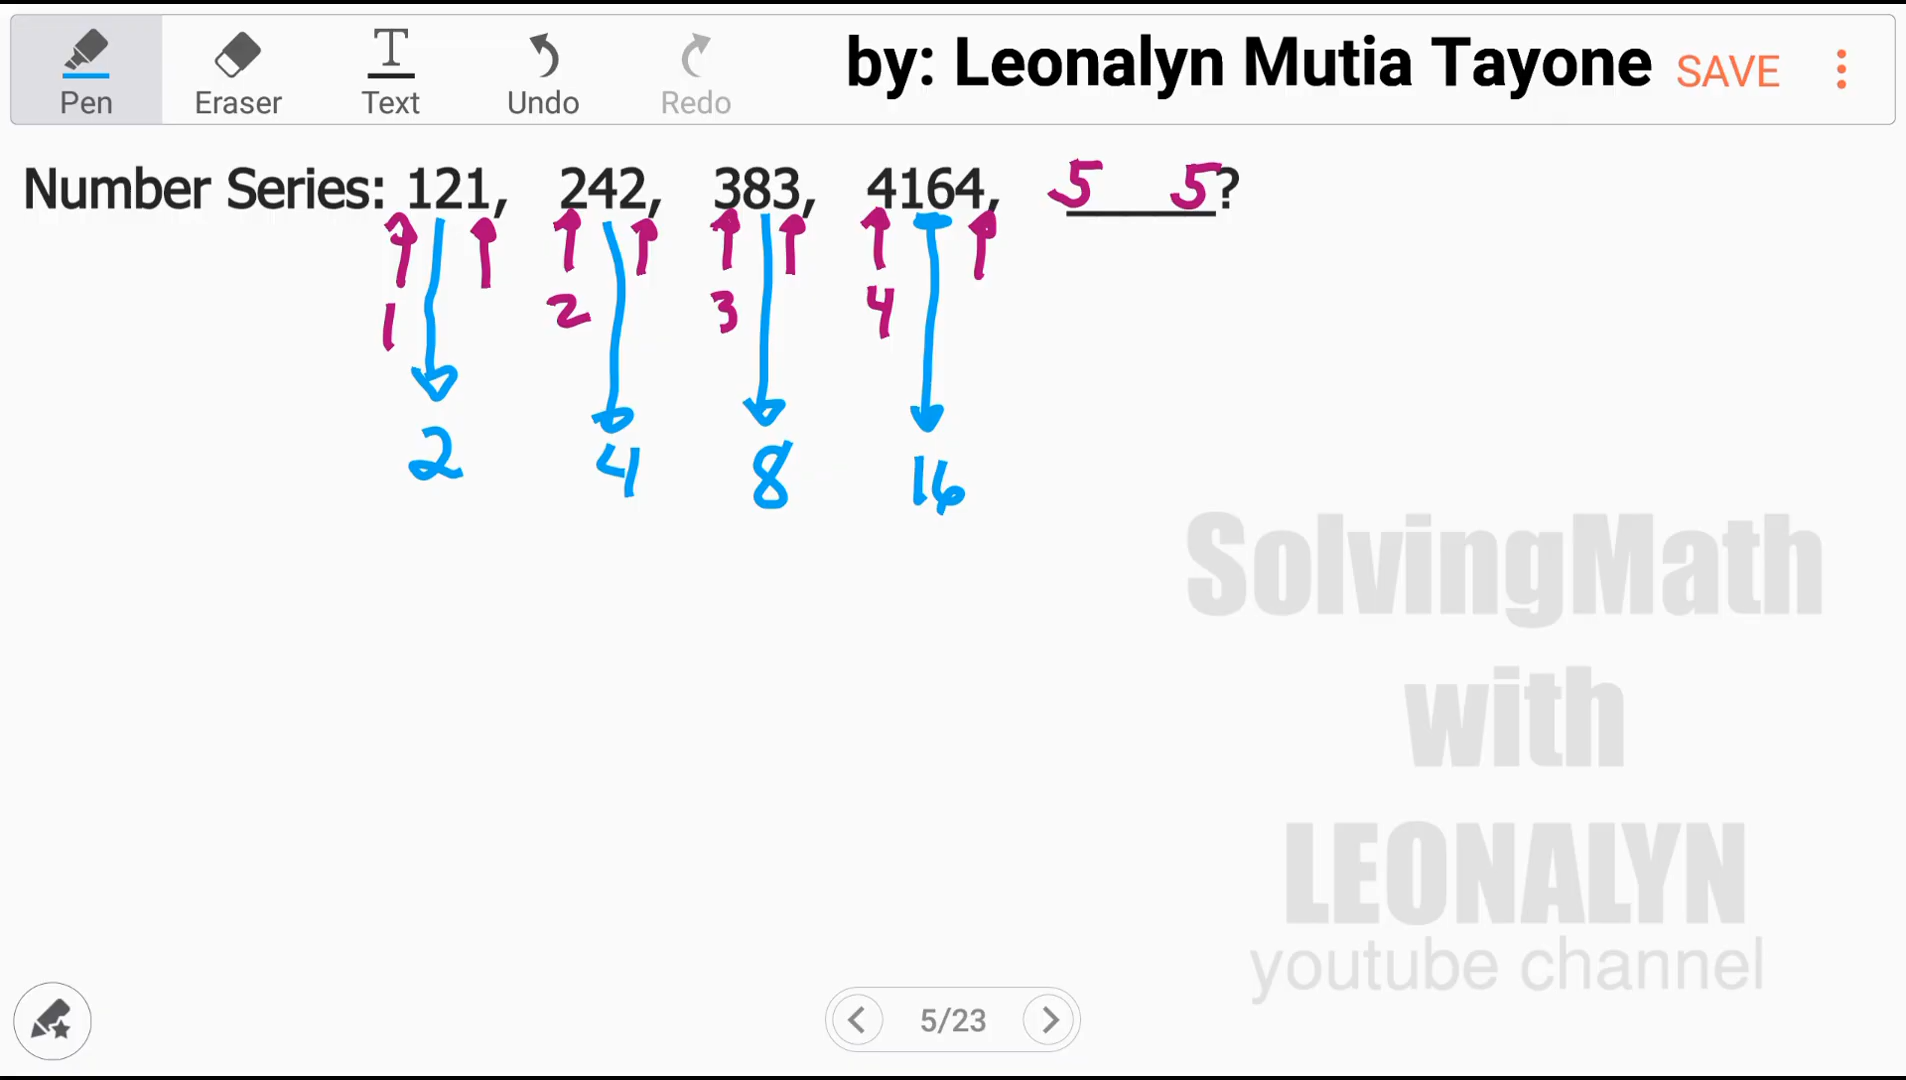 Pen Eraser Text Undo Redo by: Leonalyn Mutia Tayone SAVE
Number Series: 121, 242, 383, 4164, 5 5?
1 2 3 4
2 4 8 16
SolvingMath
with
LEONALYN
youtube channel
5/23